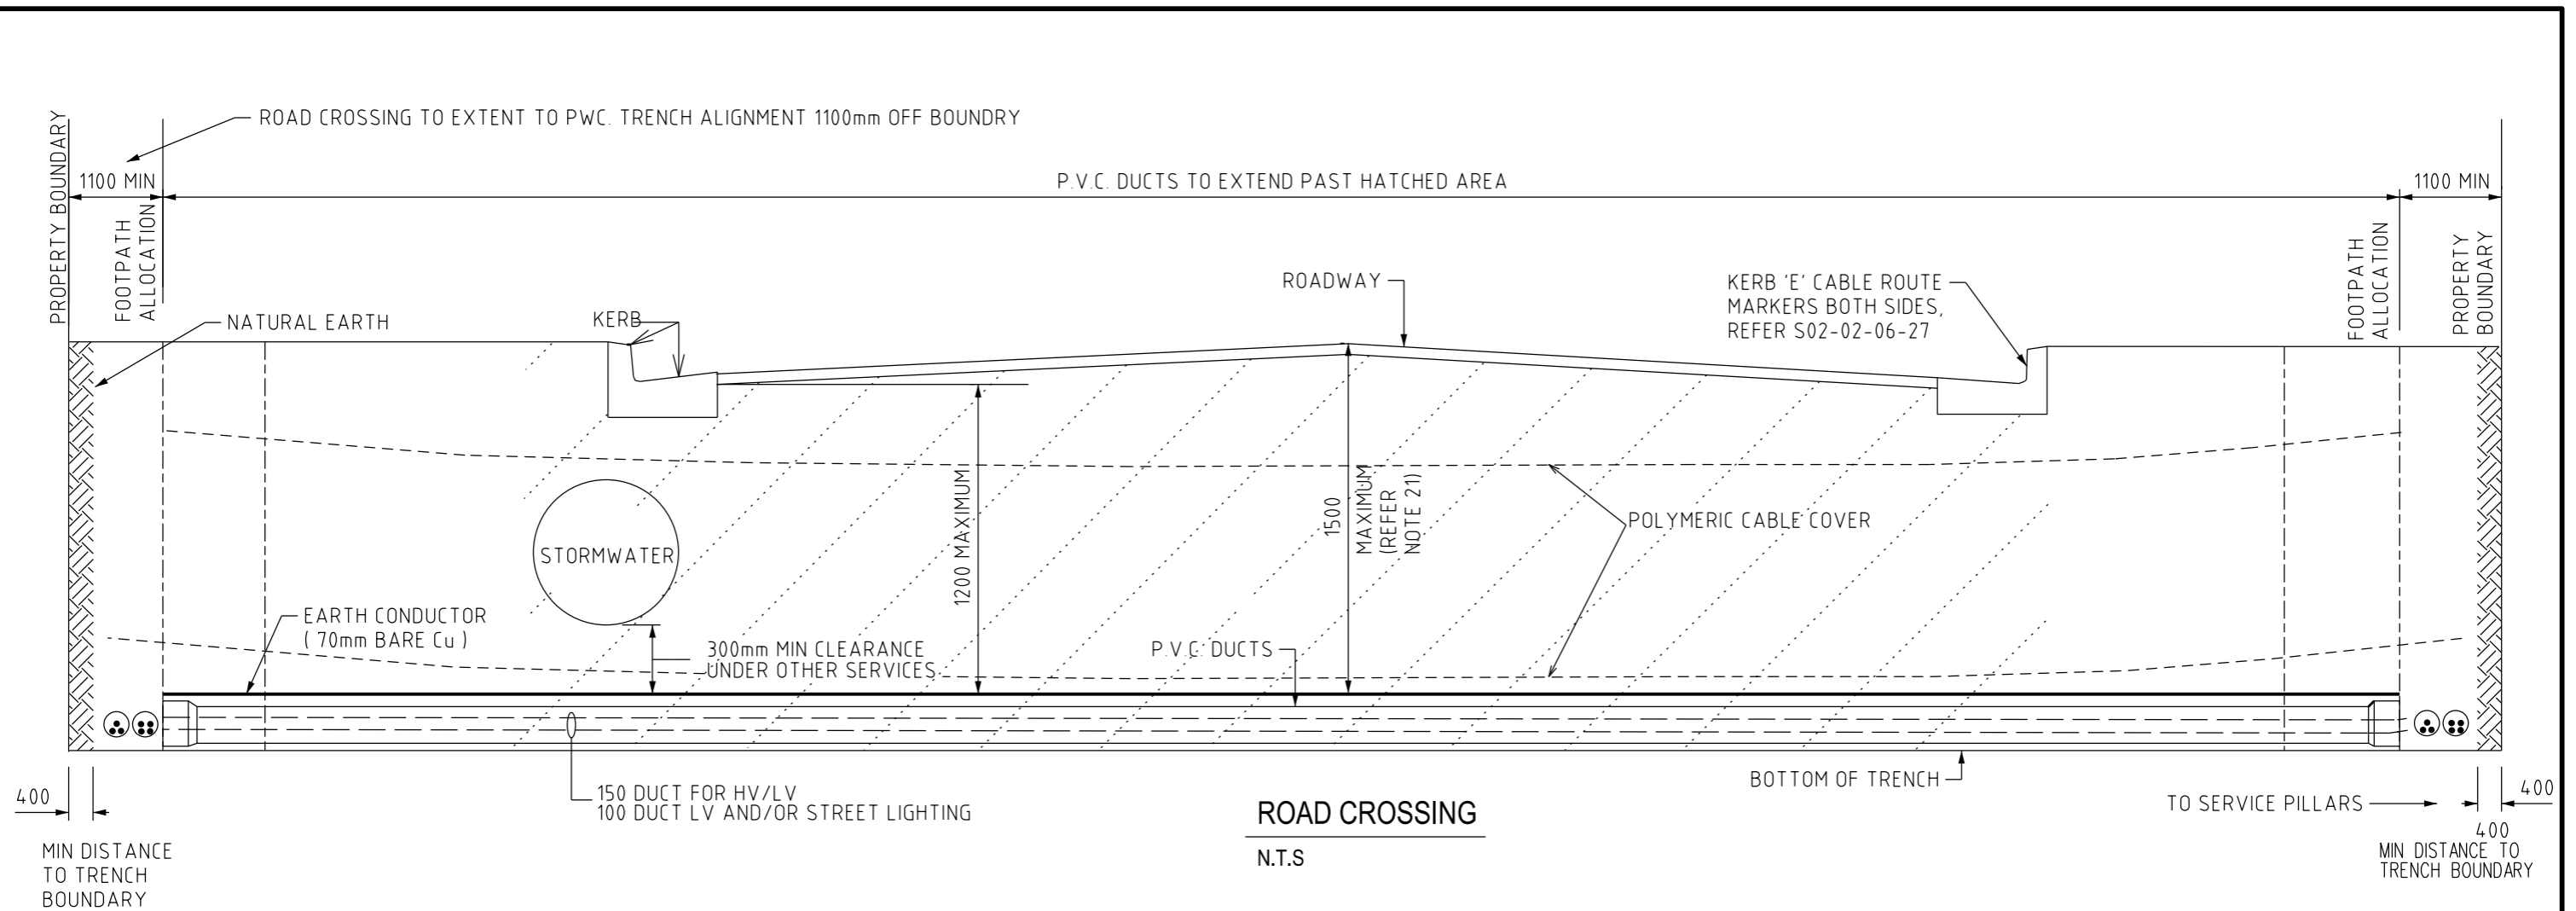 ROAD CROSSING TO EXTENT TO PWC. TRENCH ALIGNMENT 1100mm OFF BOUNDRY
PROPERTY BOUNDARY
1100 MIN
P.V.C. DUCTS TO EXTEND PAST HATCHED AREA
1100 MIN
FOOTPATH
ALLOCATION
FOOTPATH
ALLOCATION
PROPERTY
BOUNDARY
ROADWAY
KERB 'E' CABLE ROUTE
MARKERS BOTH SIDES,
REFER S02-02-06-27
NATURAL EARTH
KERB
1200 MAXIMUM
1500
MAXIMUM
(REFER
NOTE 21)
POLYMERIC CABLE COVER
STORMWATER
EARTH CONDUCTOR
( 70mm BARE Cu )
300mm MIN CLEARANCE
UNDER OTHER SERVICES
P.V.C. DUCTS
BOTTOM OF TRENCH
150 DUCT FOR HV/LV
100 DUCT LV AND/OR STREET LIGHTING
400
MIN DISTANCE
TO TRENCH
BOUNDARY
ROAD CROSSING
N.T.S
TO SERVICE PILLARS
400
400
MIN DISTANCE TO
TRENCH BOUNDARY